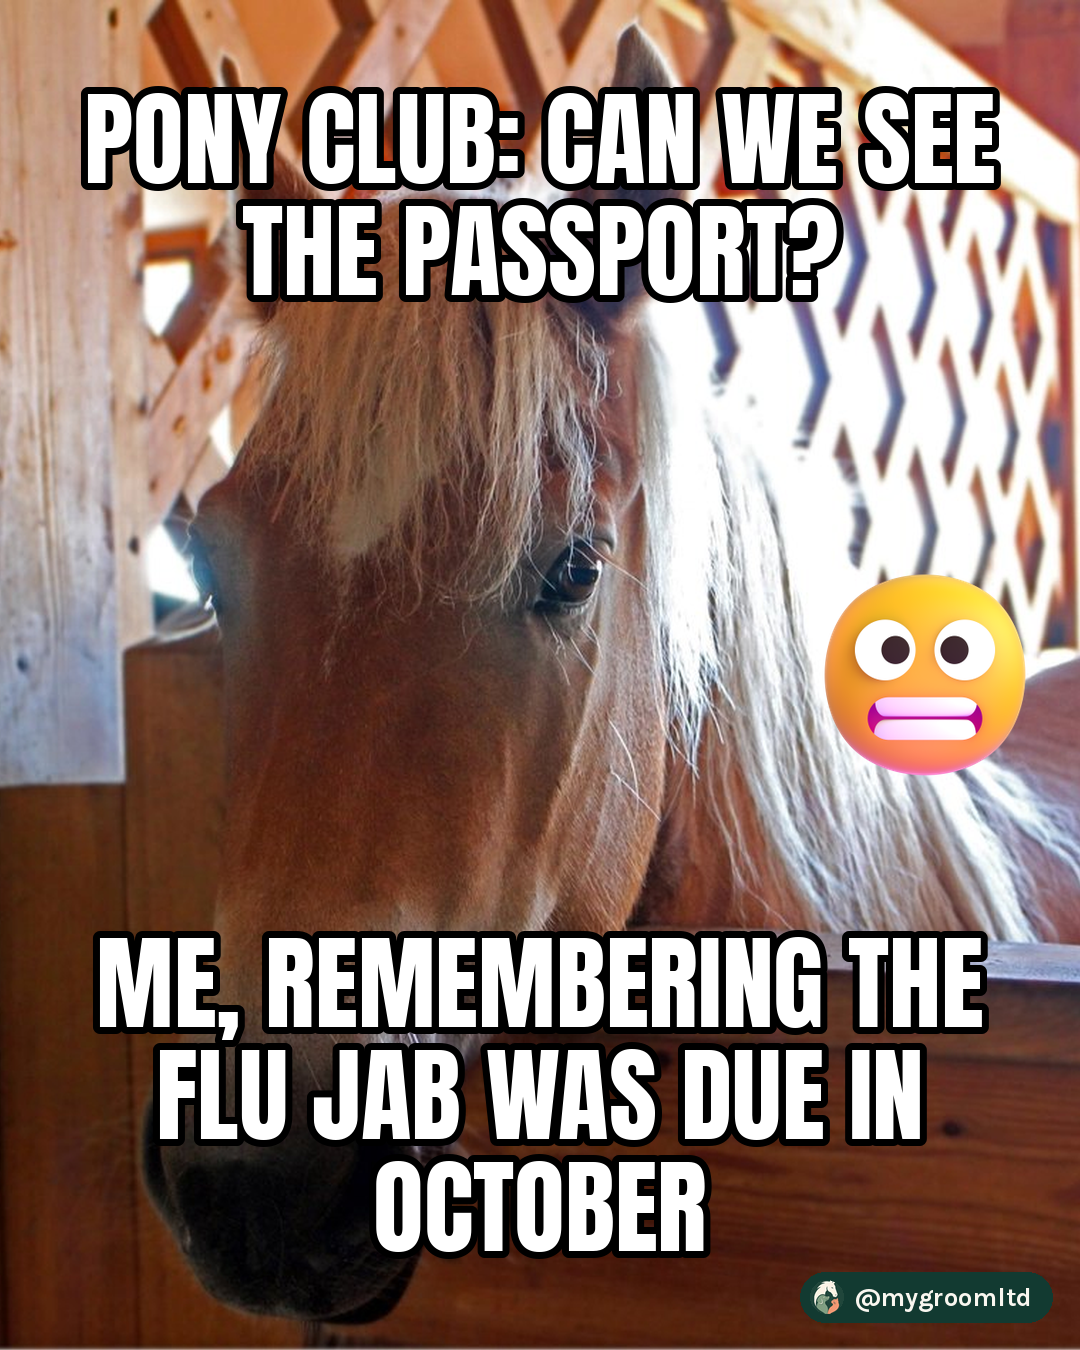 PONY CLUB: CAN WE SEE
THE PASSPORT?
ME, REMEMBERING THE
FLU JAB WAS DUE IN
OCTOBER
@mygroomltd